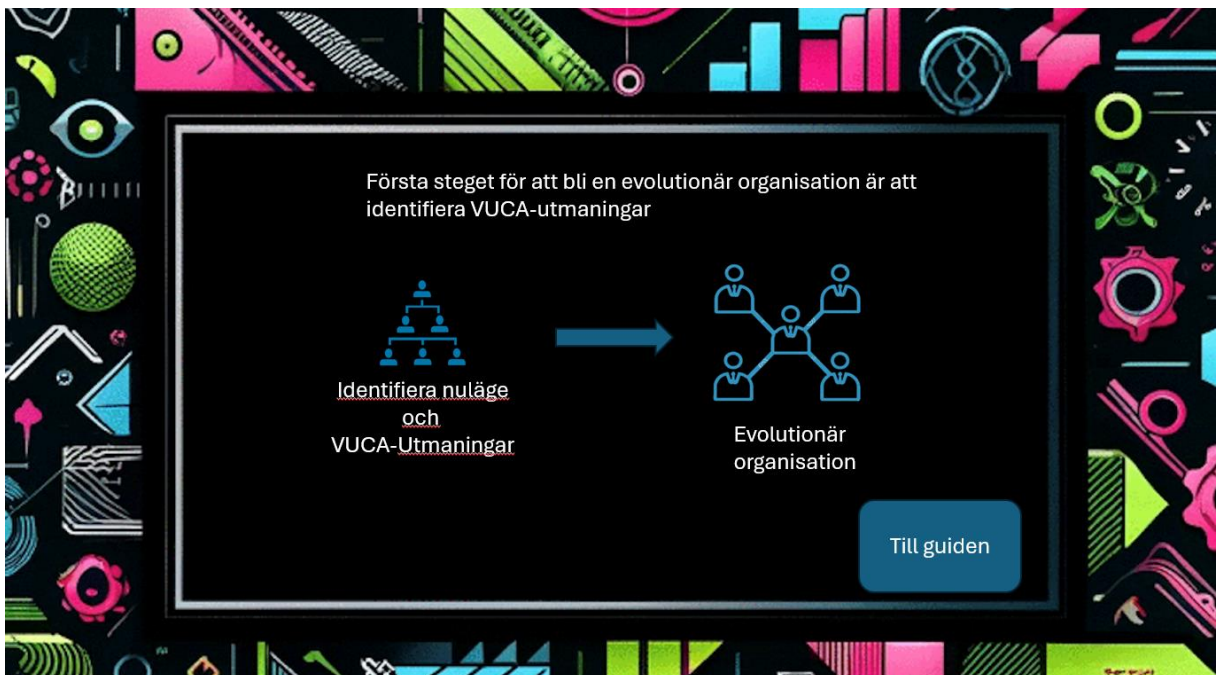 Första steget för att bli en evolutionär organisation är att
identifiera VUCA-utmaningar
Identifiera nuläge
och
VUCA-Utmaningar
Evolutionär
organisation
Till guiden